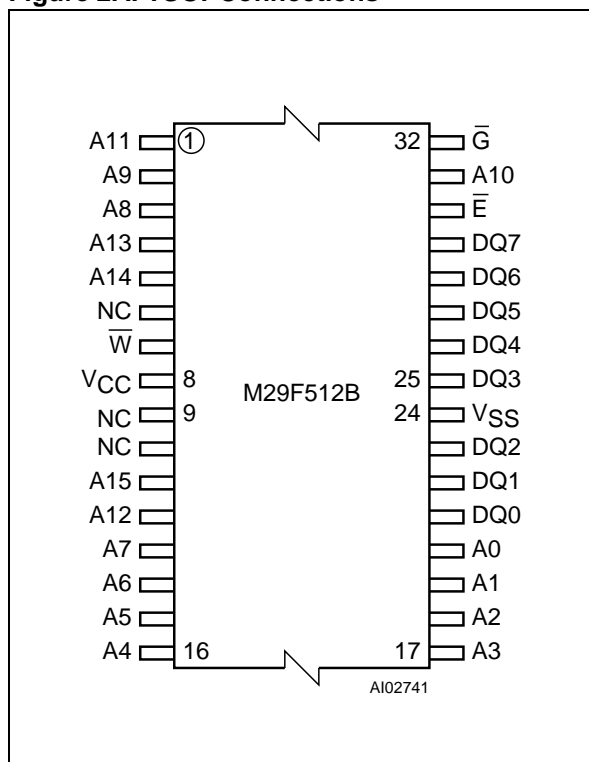 Figure 2A. TSOP Connections
A11 1 32 G̅
A9 A10
A8 E̅
A13 DQ7
A14 DQ6
NC DQ5
W̅ DQ4
VCC 8 25 DQ3
M29F512B
NC 9 24 VSS
NC DQ2
A15 DQ1
A12 DQ0
A7 A0
A6 A1
A5 A2
A4 16 17 A3
AI02741